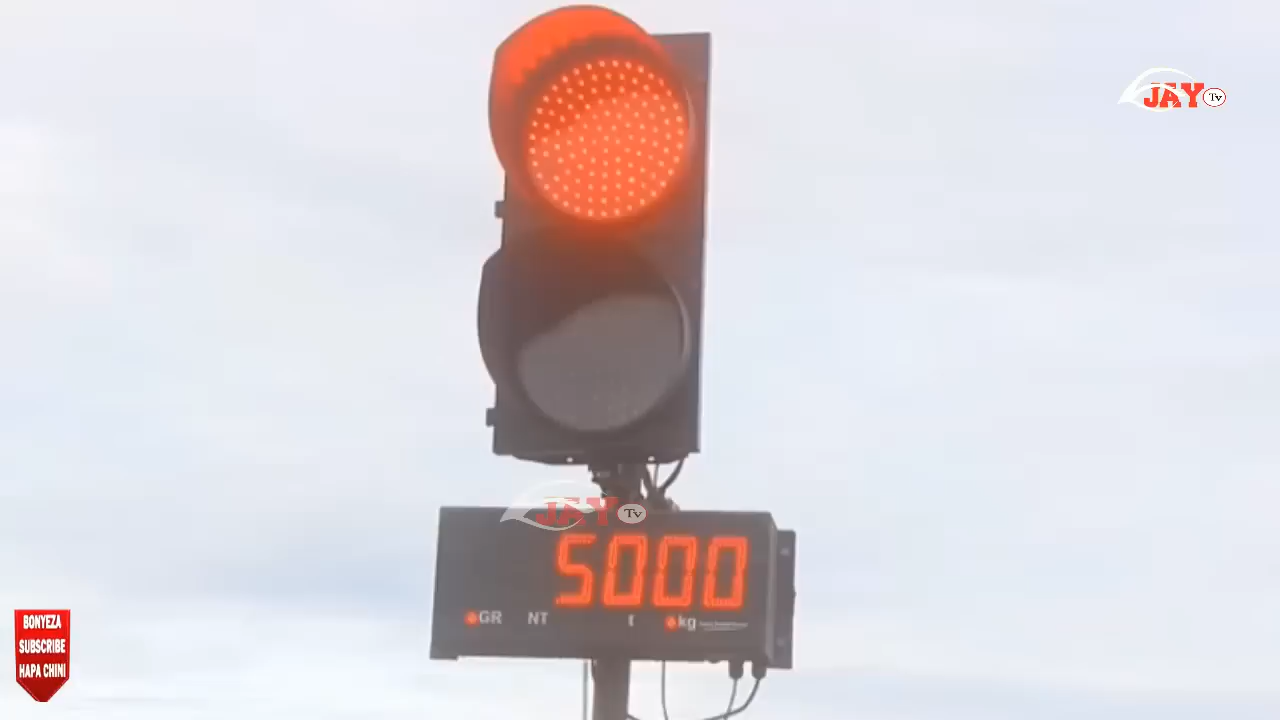 JAY Tv
JAY Tv
5000
GR NT t kg
BONYEZA
SUBSCRIBE
HAPA CHINI